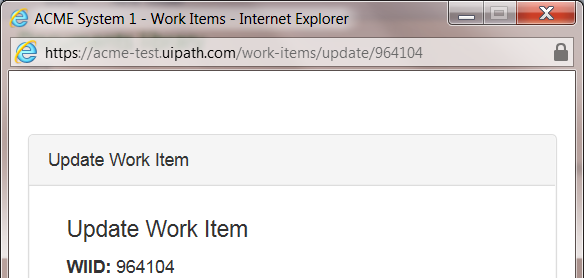 ACME System 1 - Work Items - Internet Explorer
https://acme-test.uipath.com/work-items/update/964104
Update Work Item
Update Work Item
WIID: 964104